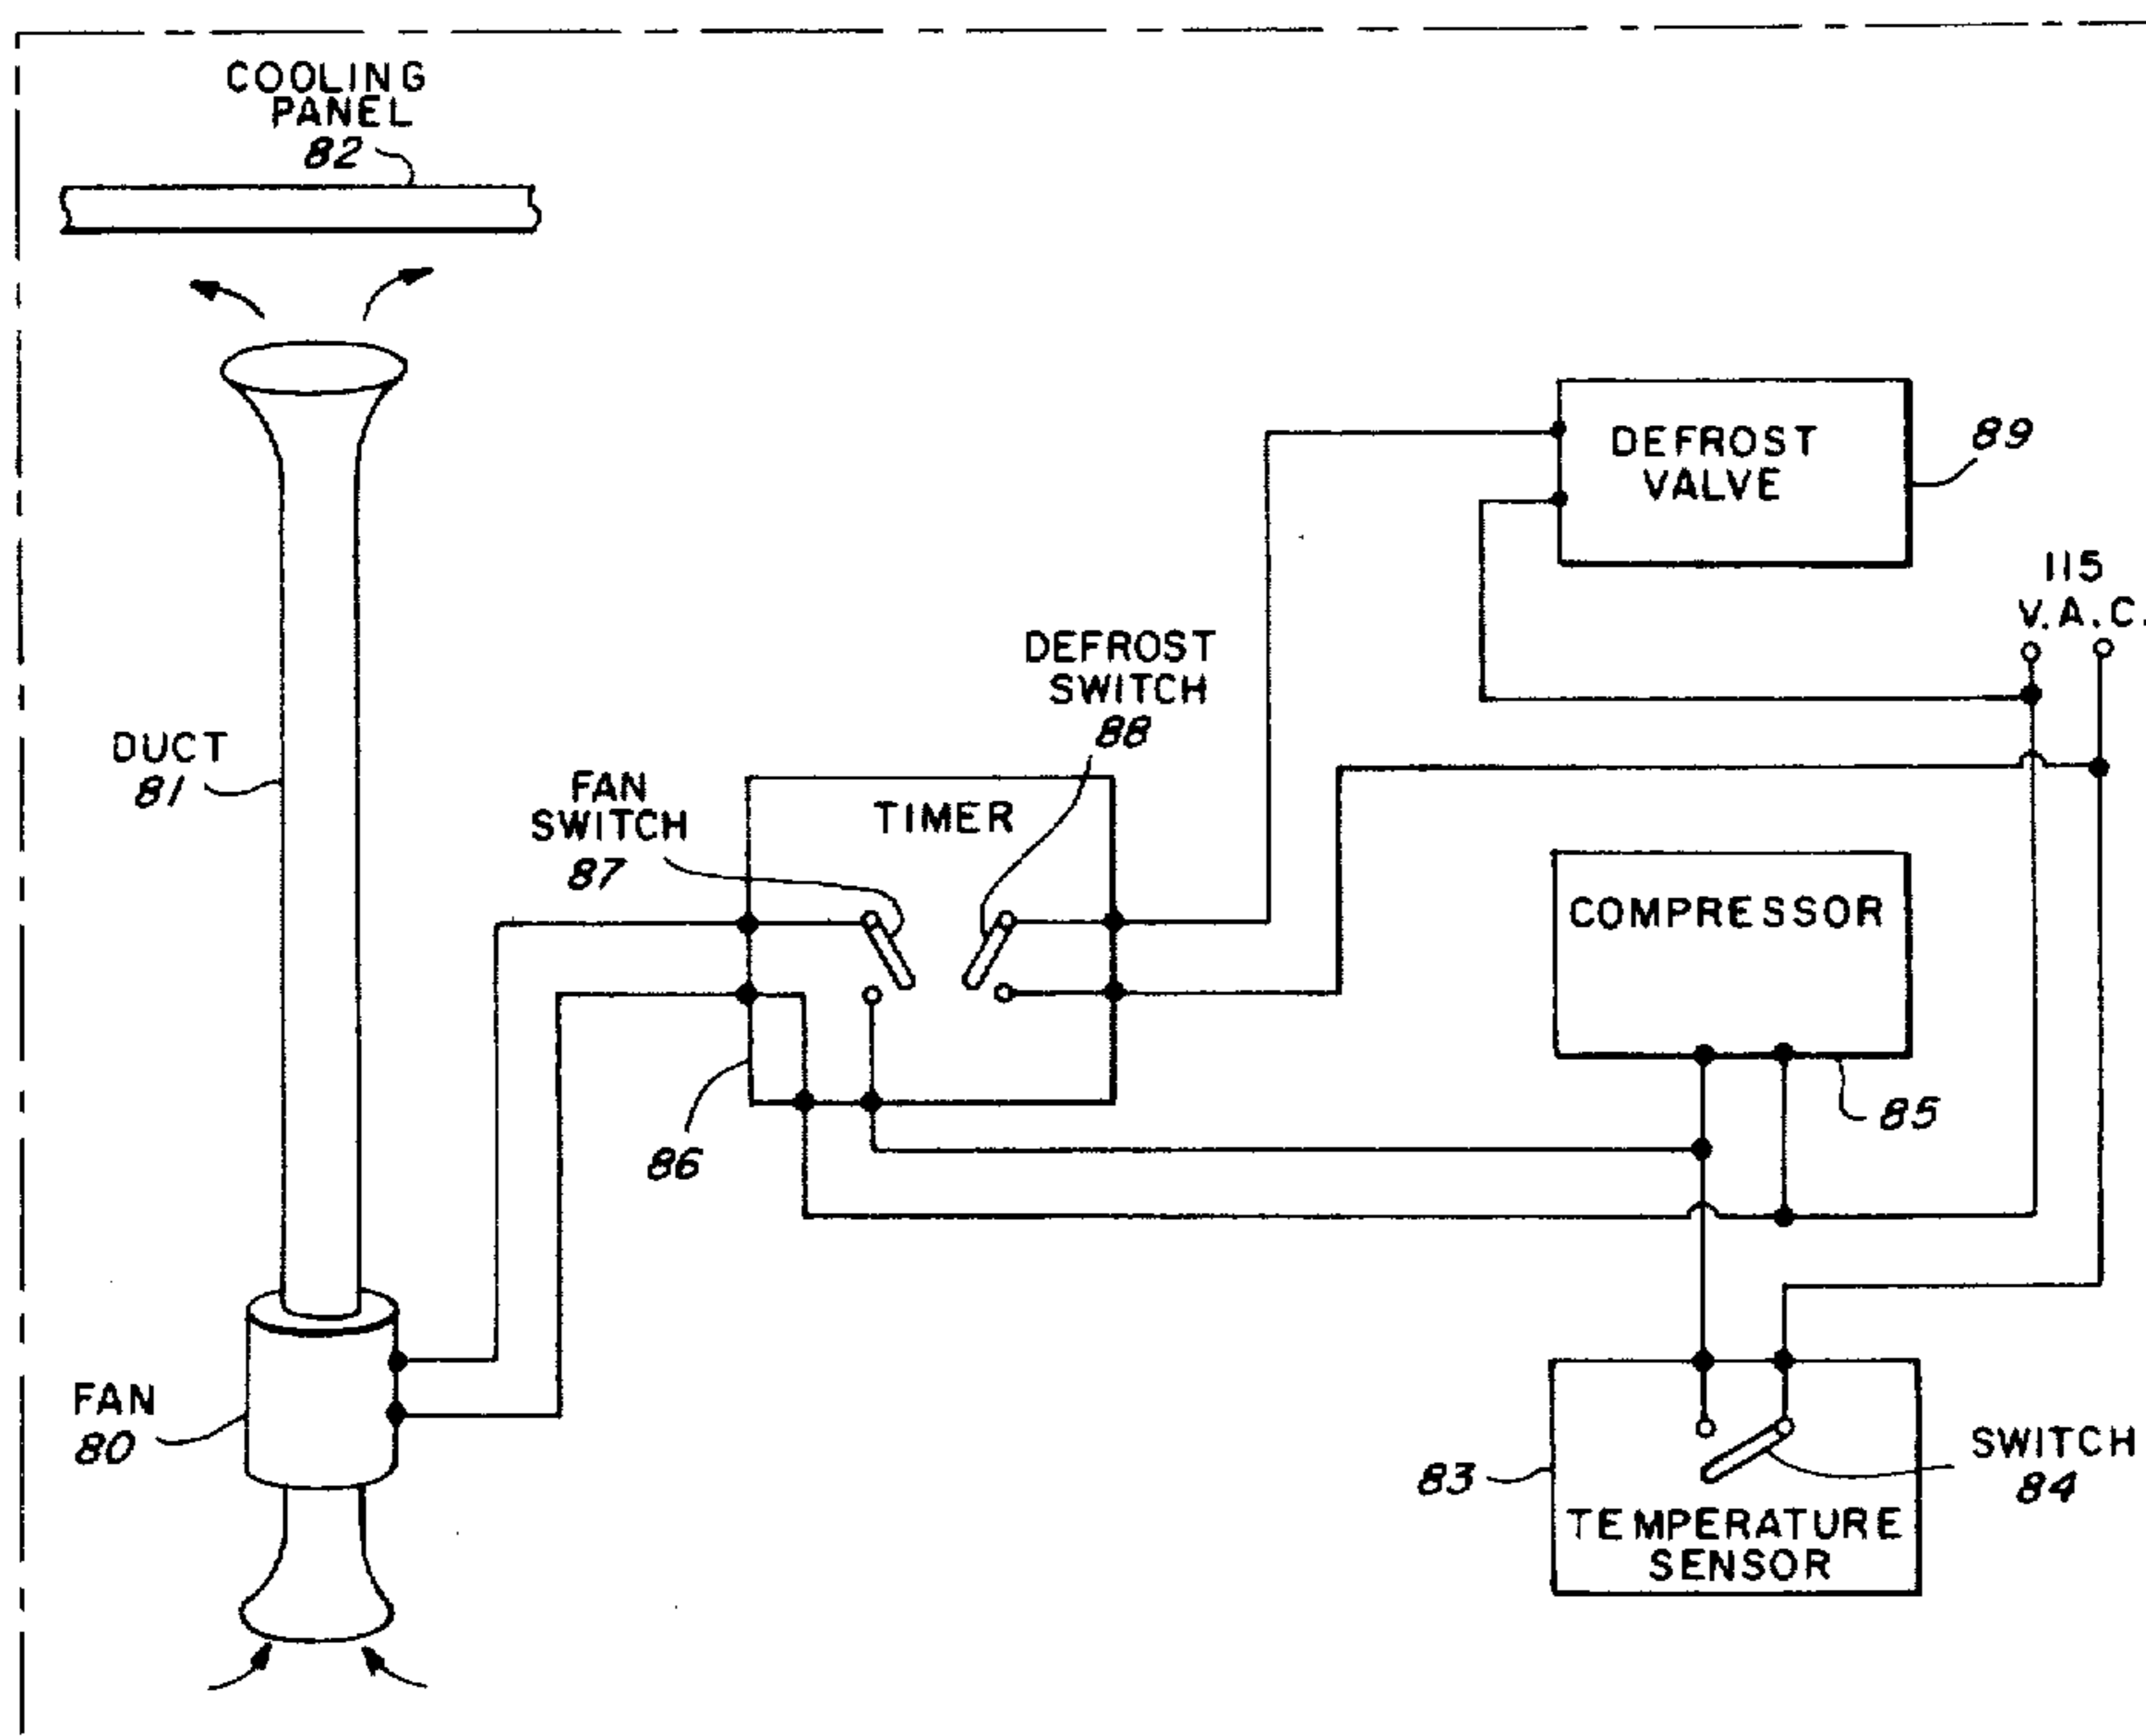 COOLING
PANEL
82
DEFROST
VALVE
89
115
V.A.C.
DEFROST
SWITCH
88
DUCT
81
FAN
SWITCH
87
TIMER
COMPRESSOR
85
86
FAN
80
83
SWITCH
84
TEMPERATURE
SENSOR